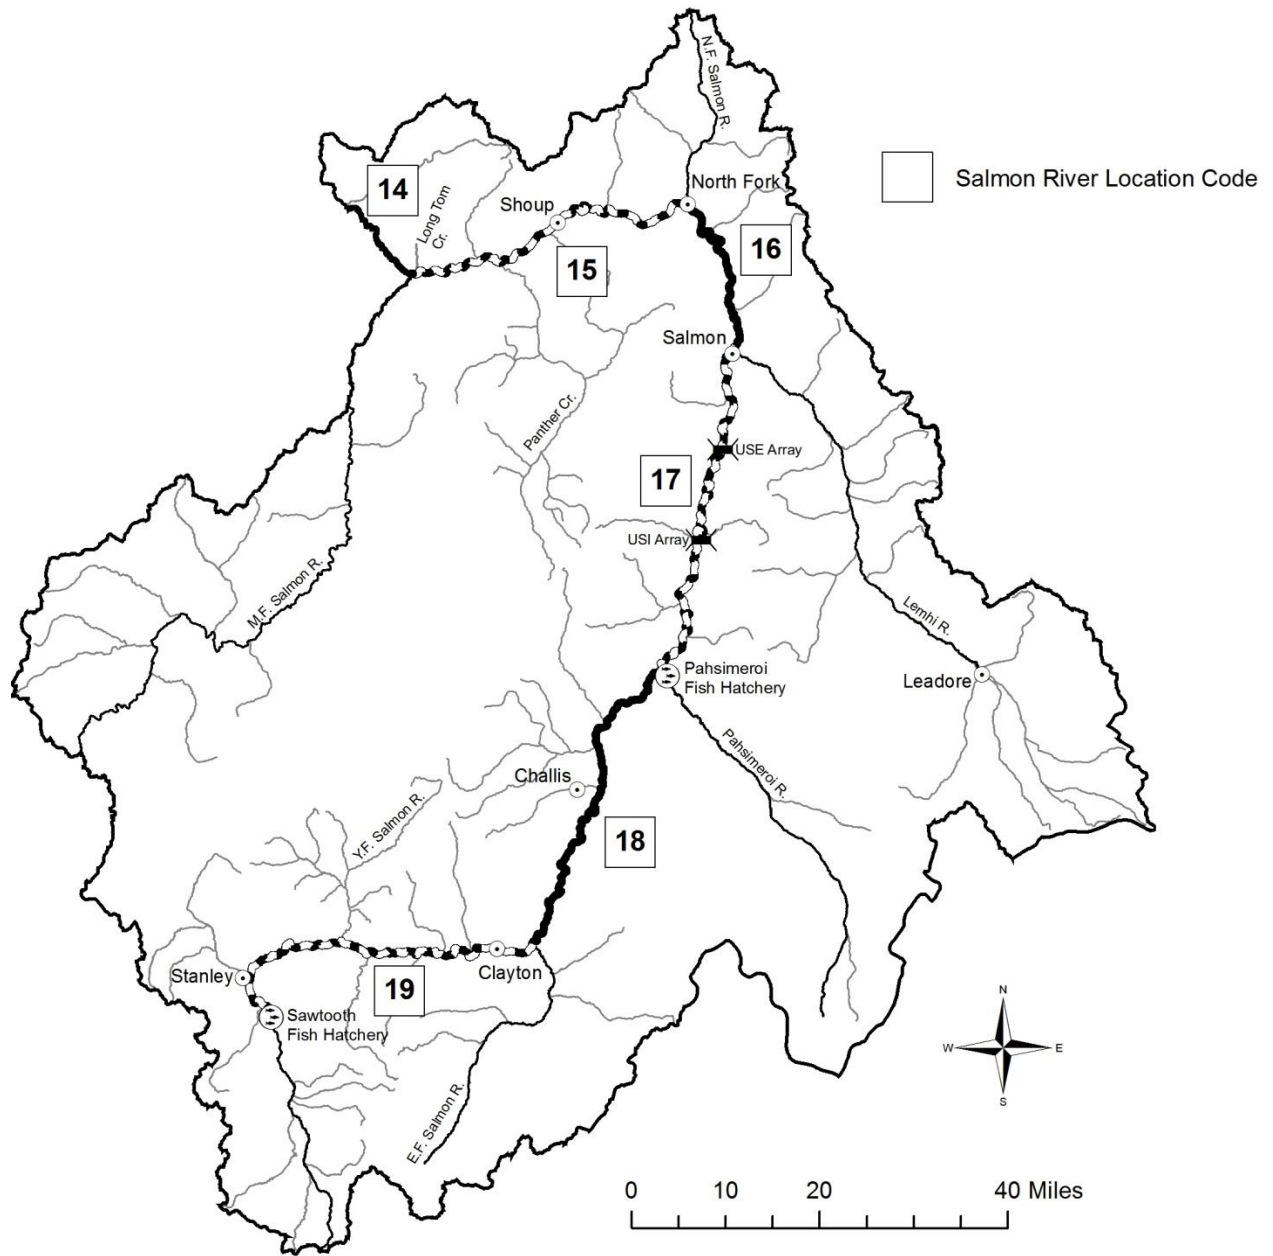 N.F. Salmon R.
14
Salmon River Location Code
Long Tom
Cr.
Shoup
North Fork
16
15
Salmon
Panther Cr.
USE Array
17
USI Array
M.F. Salmon R.
Lemhi R.
Pahsimeroi
Fish Hatchery
Leadore
Pahsimeroi R.
Challis
Y.F. Salmon R.
18
Stanley
Clayton
19
Sawtooth
Fish Hatchery
E.F. Salmon R.
N
W
E
S
0 10 20 40 Miles